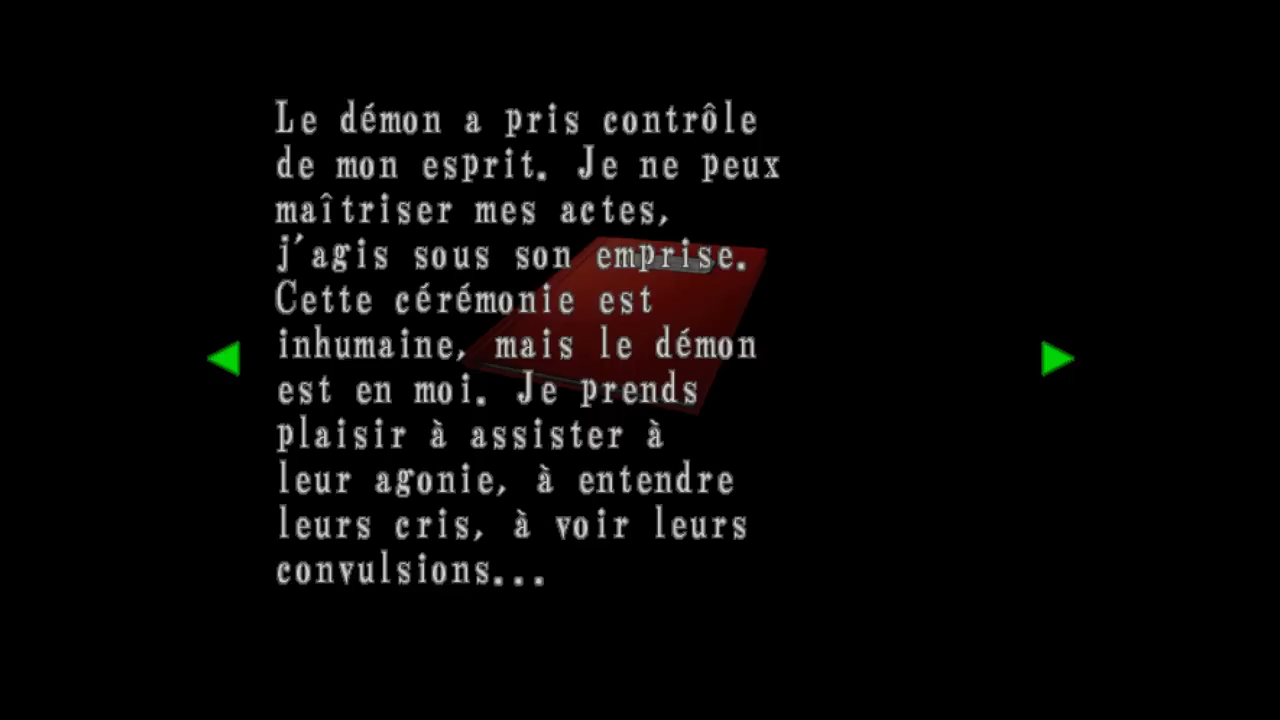 Le démon a pris contrôle
de mon esprit. Je ne peux
maîtriser mes actes,
j'agis sous son emprise.
Cette cérémonie est
inhumaine, mais le démon
est en moi. Je prends
plaisir à assister à
leur agonie, à entendre
leurs cris, à voir leurs
convulsions...